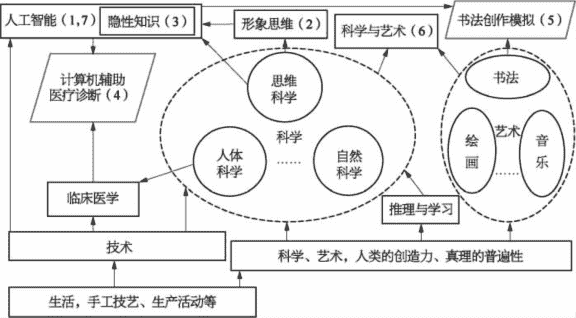 人工智能(1,7)
隐性知识(3)
形象思维(2)
科学与艺术(6)
书法创作模拟(5)
计算机辅助
医疗诊断(4)
思维
科学
书法
科学
艺术
人体
科学
……
自然
科学
绘
画
……
音
乐
临床医学
推理与学习
技术
科学、艺术,人类的创造力、真理的普遍性
生活,手工技艺、生产活动等